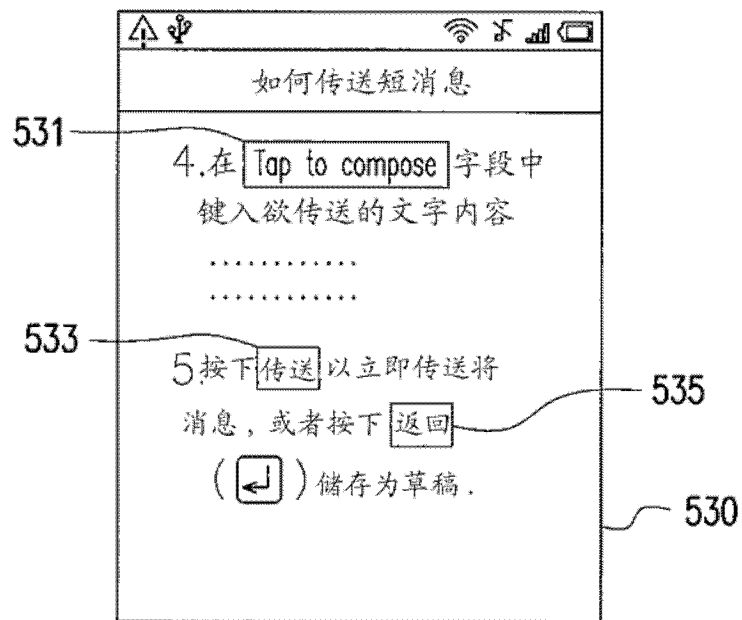 如何传送短消息
531
4.在 Tap to compose 字段中
键入欲传送的文字内容
............
............
533
5.按下传送以立即传送将
535
消息，或者按下返回
(↵)储存为草稿.
530